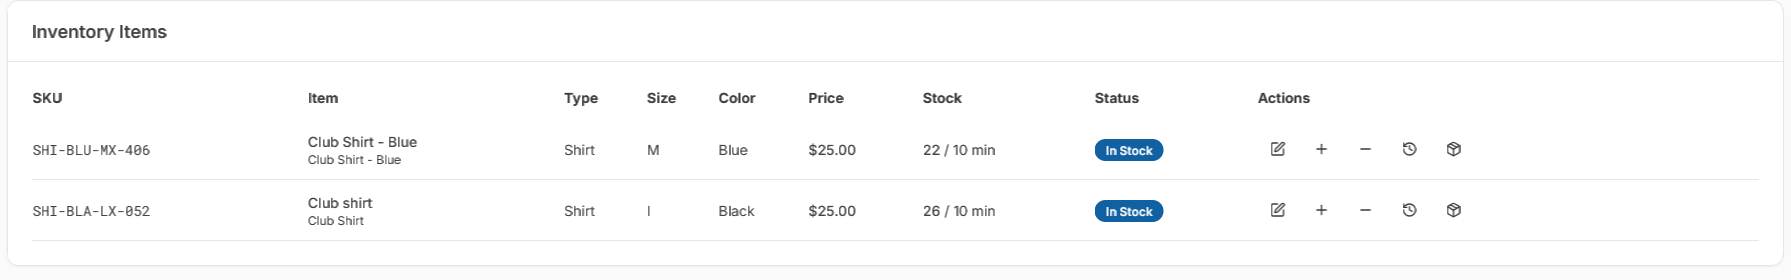 Inventory Items
SKU Item Type Size Color Price Stock Status Actions
SHI-BLU-MX-406 Club Shirt - Blue Shirt M Blue $25.00 22 / 10 min In Stock
Club Shirt - Blue
SHI-BLA-LX-052 Club shirt Shirt l Black $25.00 26 / 10 min In Stock
Club Shirt